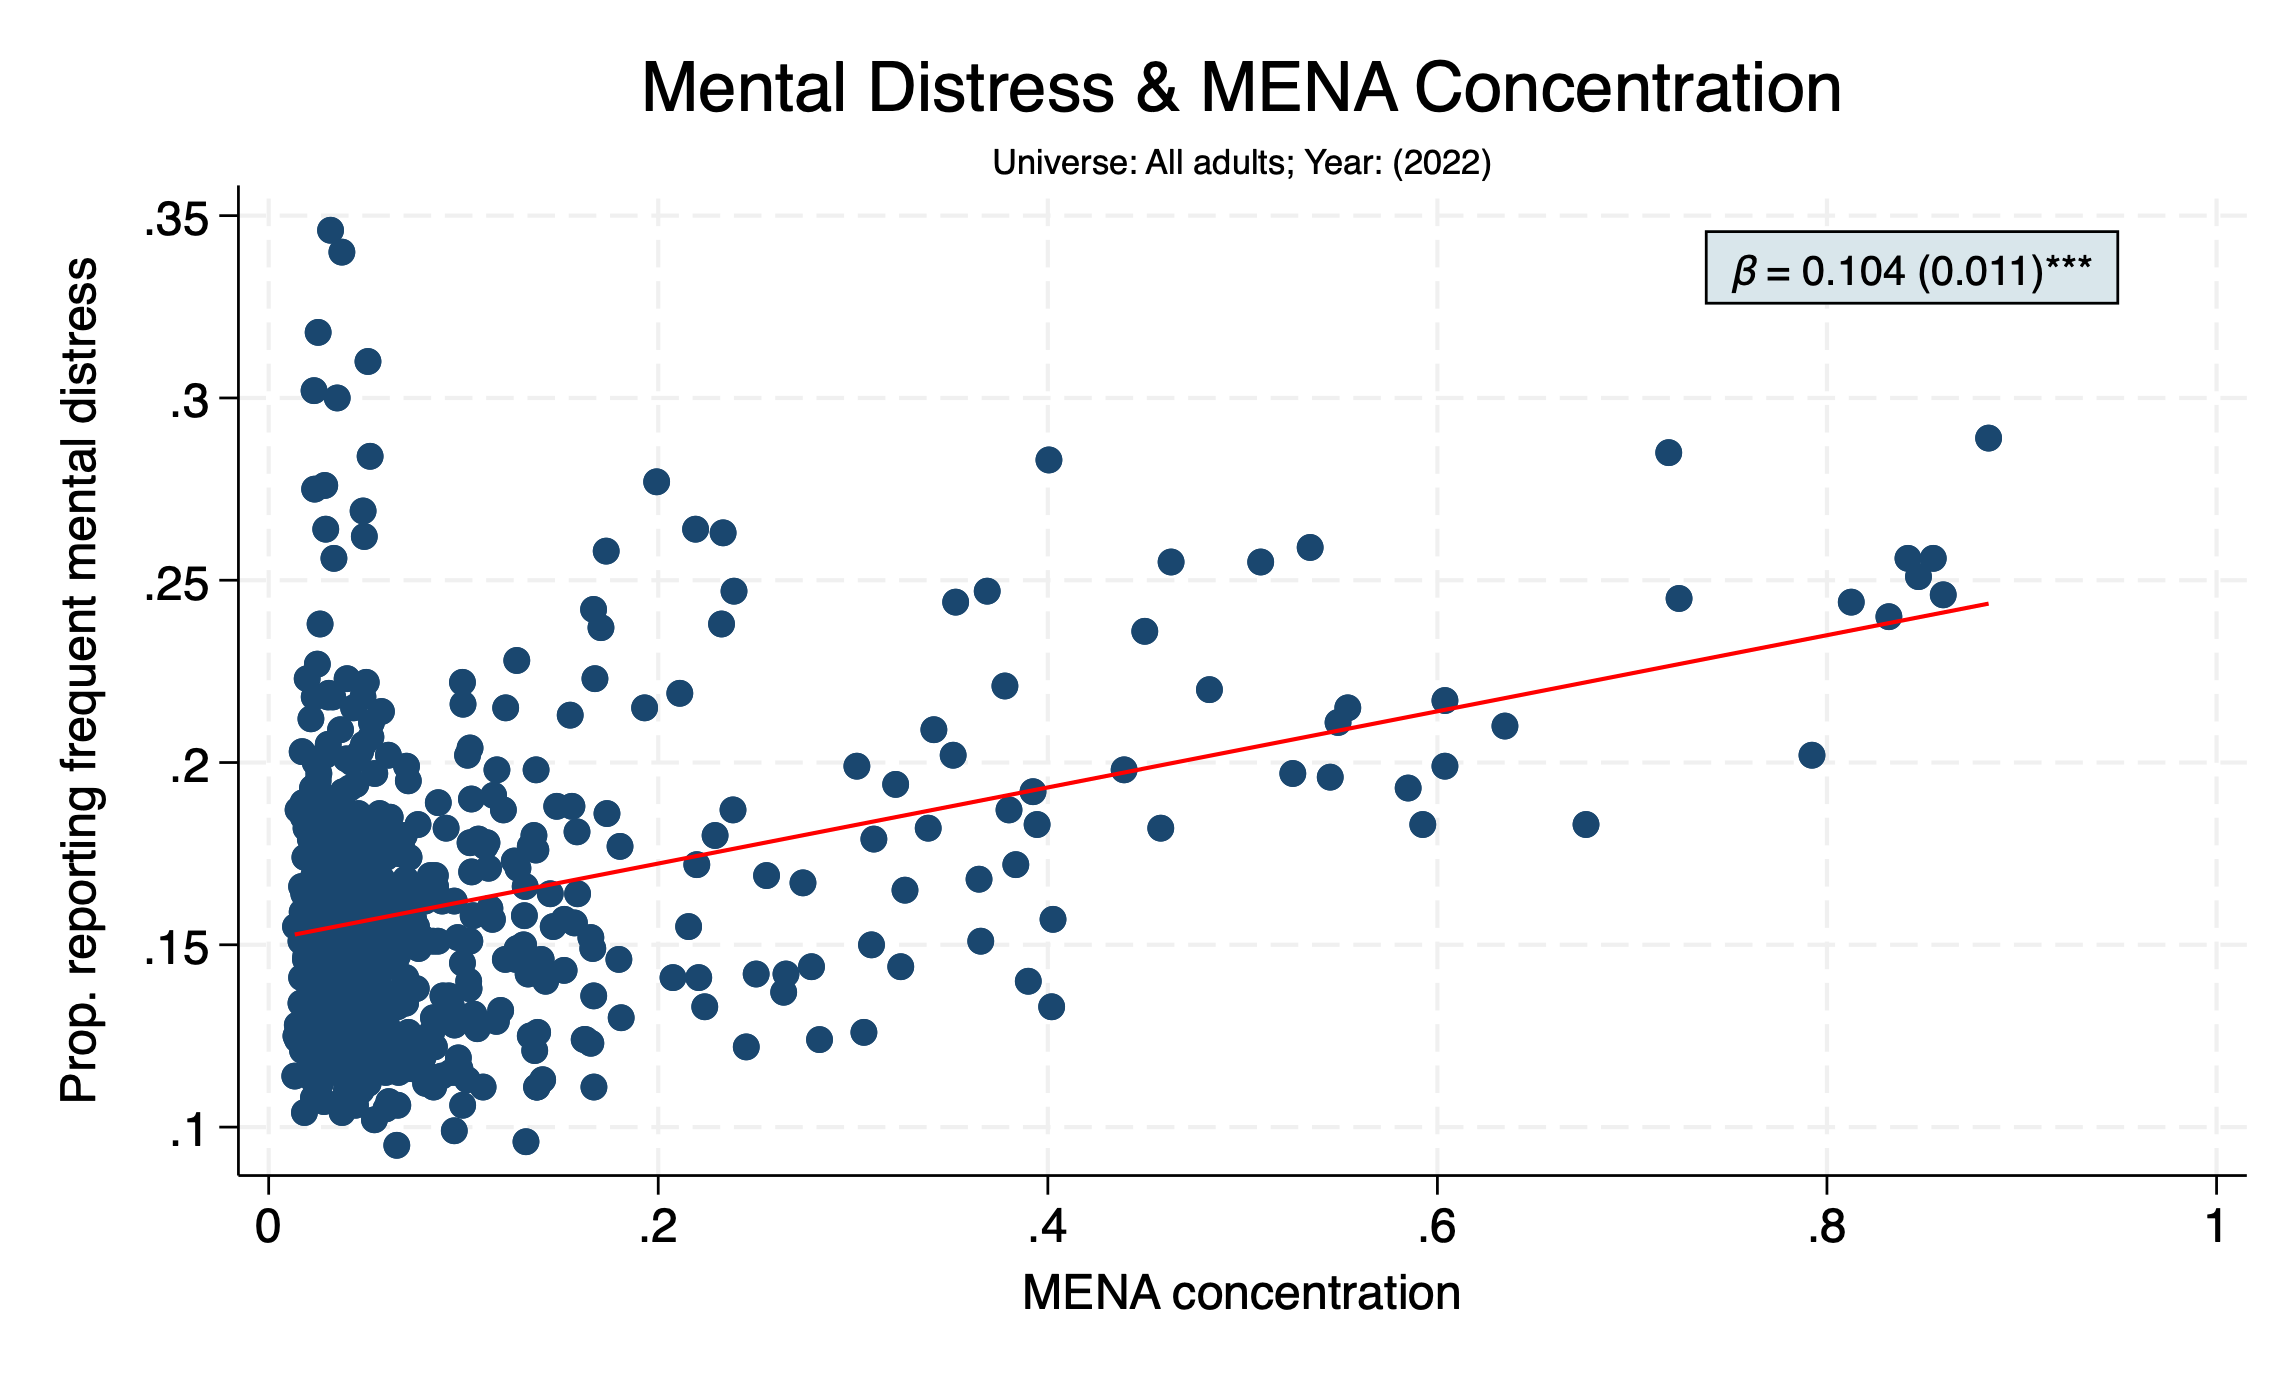 Mental Distress & MENA Concentration
Universe: All adults; Year: (2022)
β = 0.104 (0.011)***
Prop. reporting frequent mental distress
.35
.3
.25
.2
.15
.1
0 .2 .4 .6 .8 1
MENA concentration